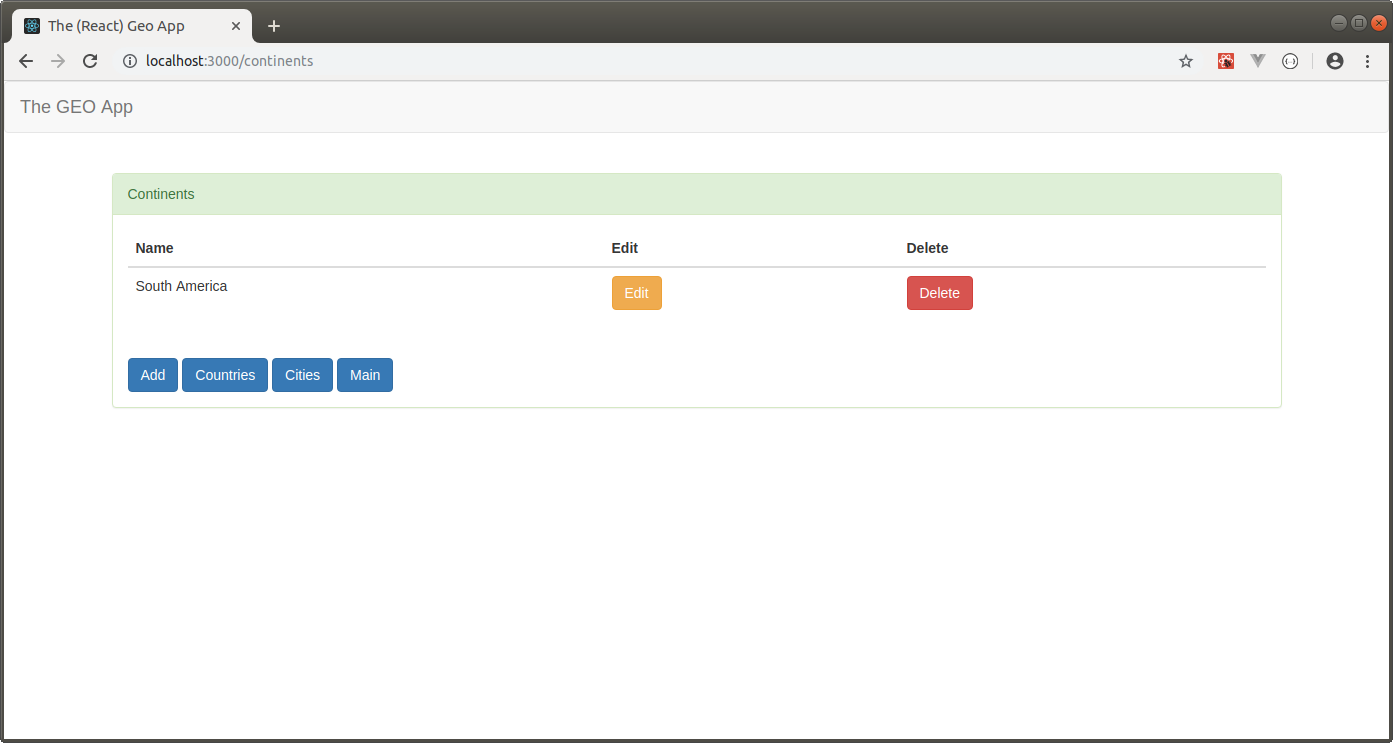 The (React) Geo App
localhost:3000/continents
The GEO App
Continents
Name Edit Delete
South America Edit Delete
Add Countries Cities Main